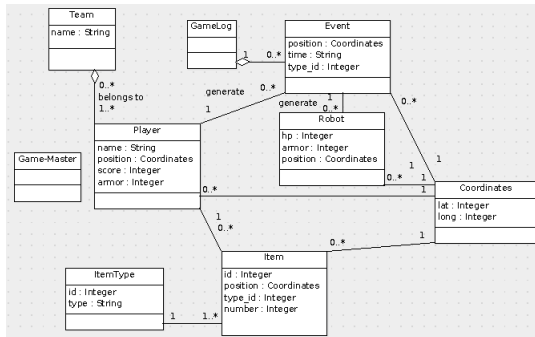 Team
name : String
GameLog
Event
position : Coordinates
time : String
type_id : Integer
1
0..*
0..*
belongs to
1..*
generate
0..*
1
generate
1
0..*
0..*
Robot
hp : Integer
armor : Integer
position : Coordinates
Player
name : String
position : Coordinates
score : Integer
armor : Integer
Game-Master
1
0..*
1
0..*
1
Coordinates
lat : Integer
long : Integer
1
0..*
0..*
1
Item
id : Integer
position : Coordinates
type_id : Integer
number : Integer
ItemType
id : Integer
type : String
1
1..*